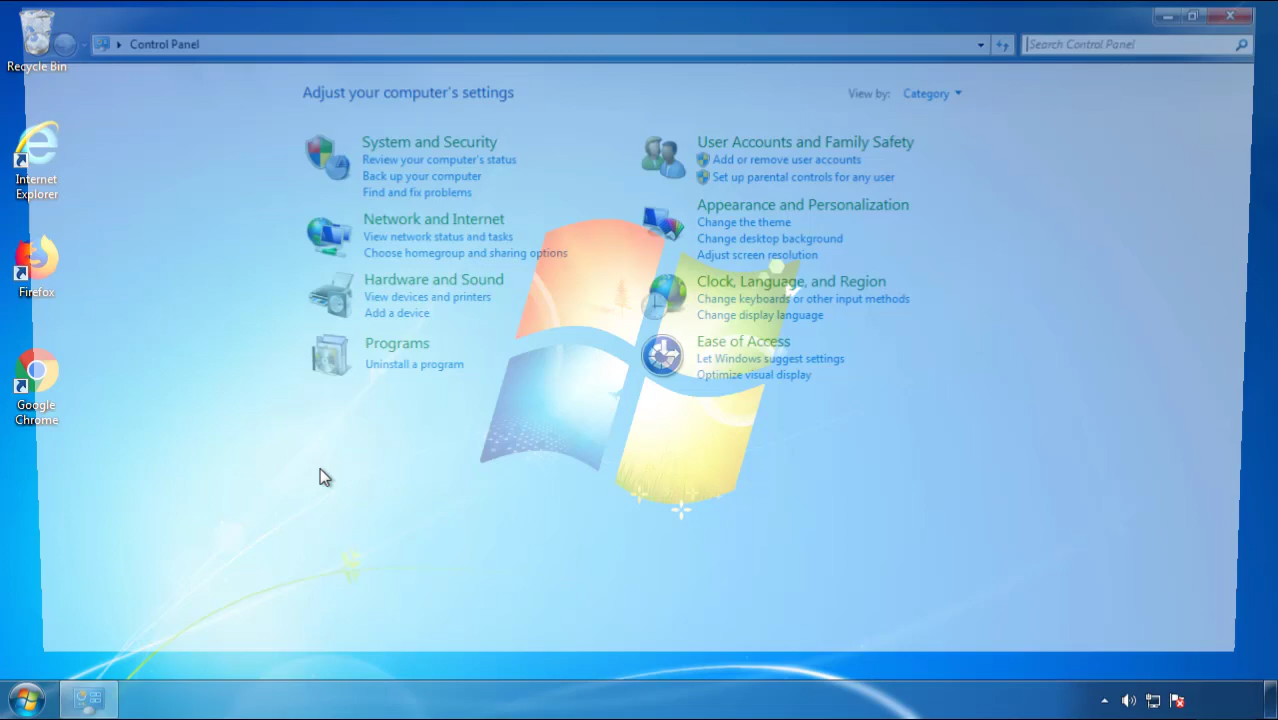 Recycle Bin
Control Panel
Search Control Panel
Adjust your computer's settings
View by: Category
System and Security
Review your computer's status
Back up your computer
Find and fix problems
Network and Internet
View network status and tasks
Choose homegroup and sharing options
Hardware and Sound
View devices and printers
Add a device
Programs
Uninstall a program
User Accounts and Family Safety
Add or remove user accounts
Set up parental controls for any user
Appearance and Personalization
Change the theme
Change desktop background
Adjust screen resolution
Clock, Language, and Region
Change keyboards or other input methods
Change display language
Ease of Access
Let Windows suggest settings
Optimize visual display
Internet
Explorer
Firefox
Google
Chrome